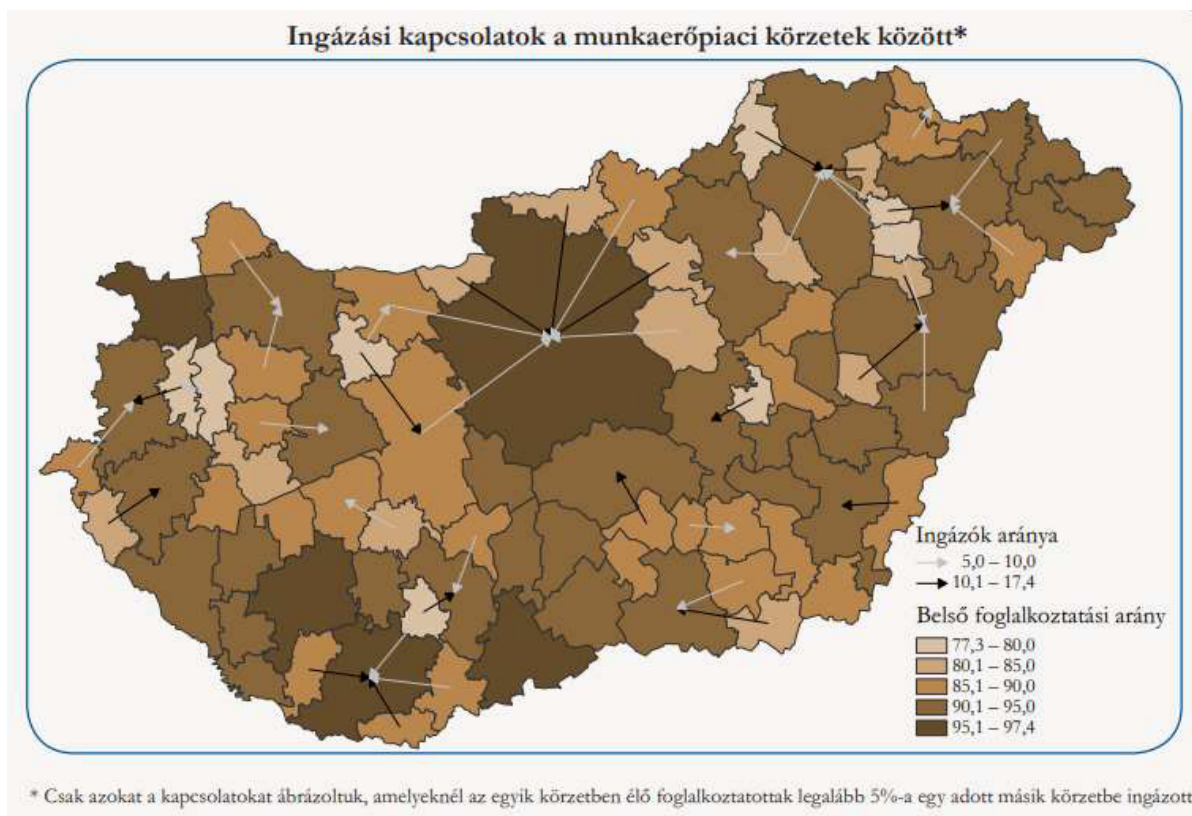 Ingázási kapcsolatok a munkaerőpiaci körzetek között*
Ingázók aránya
5,0 – 10,0
10,1 – 17,4
Belső foglalkoztatási arány
77,3 – 80,0
80,1 – 85,0
85,1 – 90,0
90,1 – 95,0
95,1 – 97,4
* Csak azokat a kapcsolatokat ábrázoltuk, amelyeknél az egyik körzetben élő foglalkoztatottak legalább 5%-a egy adott másik körzetbe ingázott